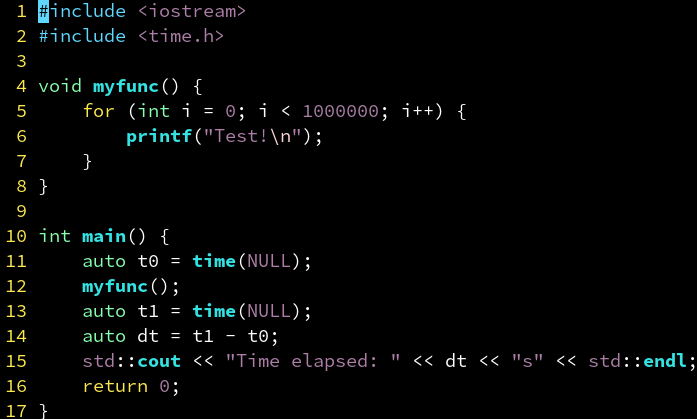 1 #include <iostream>
2 #include <time.h>
3
4 void myfunc() {
5     for (int i = 0; i < 1000000; i++) {
6         printf("Test!\n");
7     }
8 }
9
10 int main() {
11     auto t0 = time(NULL);
12     myfunc();
13     auto t1 = time(NULL);
14     auto dt = t1 - t0;
15     std::cout << "Time elapsed: " << dt << "s" << std::endl;
16     return 0;
17 }